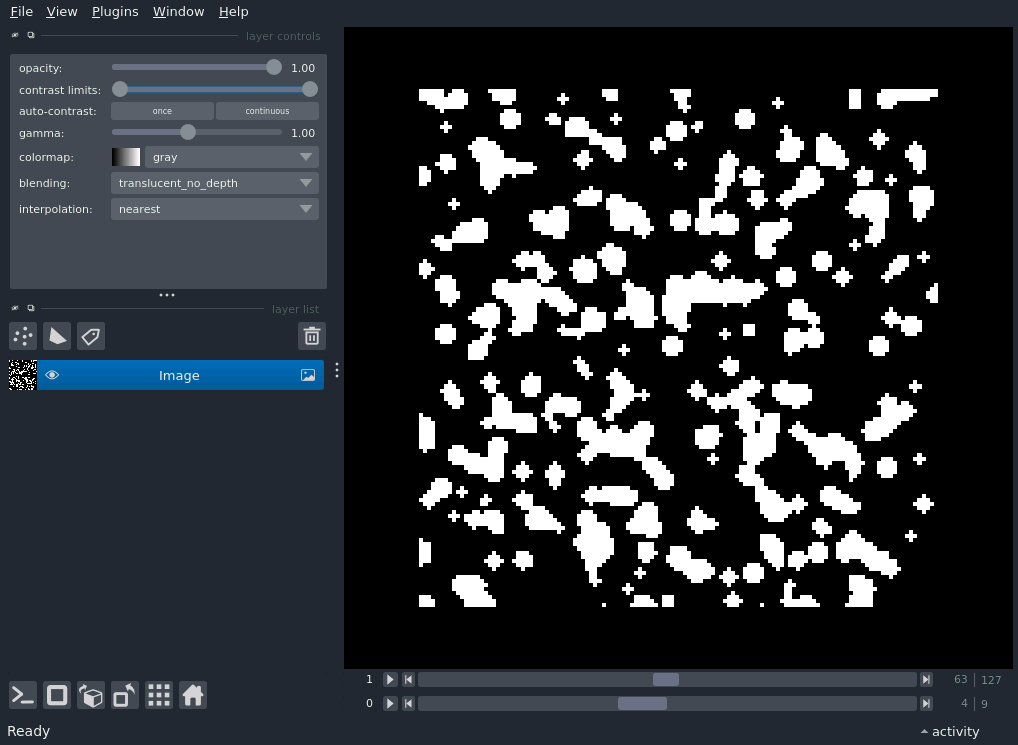 File View Plugins Window Help
layer controls
opacity: 1.00
contrast limits:
auto-contrast: once continuous
gamma: 1.00
colormap: gray
blending: translucent_no_depth
interpolation: nearest
layer list
Image
1 63 127
0 4 9
Ready activity